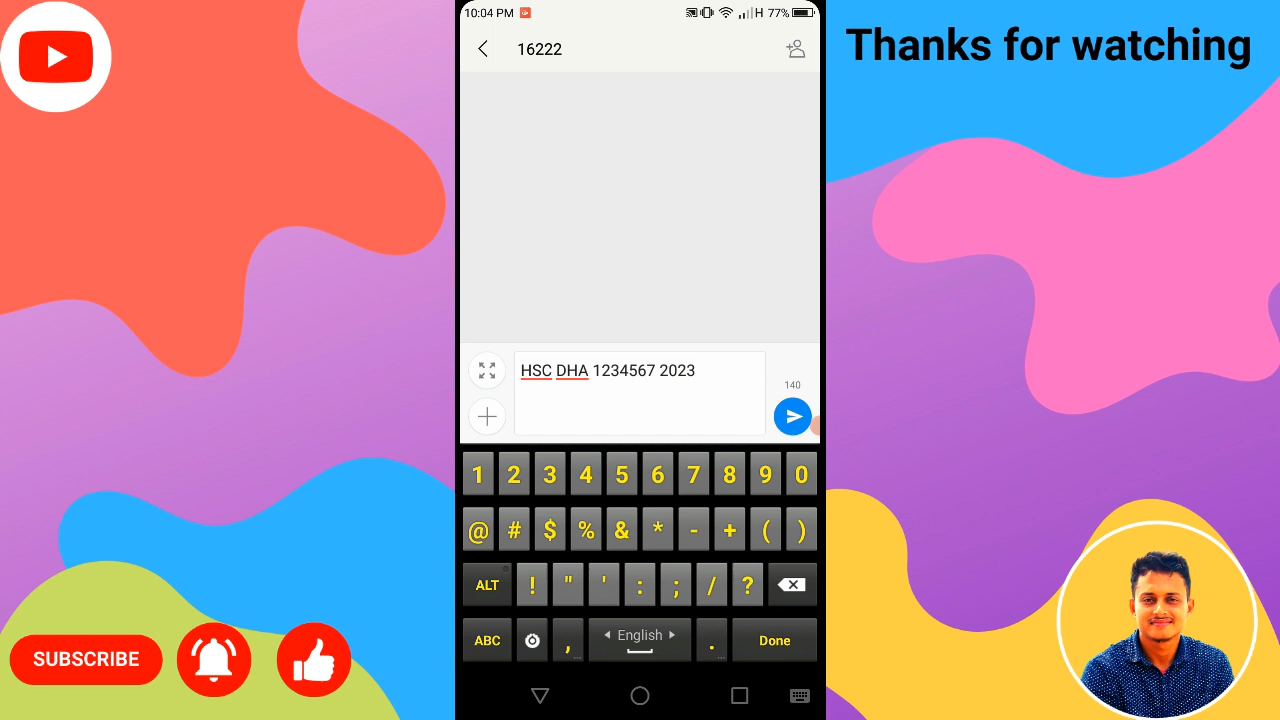 10:04 PM
H 77%
16222
Thanks for watching
HSC DHA 1234567 2023
140
1 2 3 4 5 6 7 8 9 0
@ # $ % & * - + ( )
ALT ! " ' : ; / ?
ABC , English . Done
SUBSCRIBE